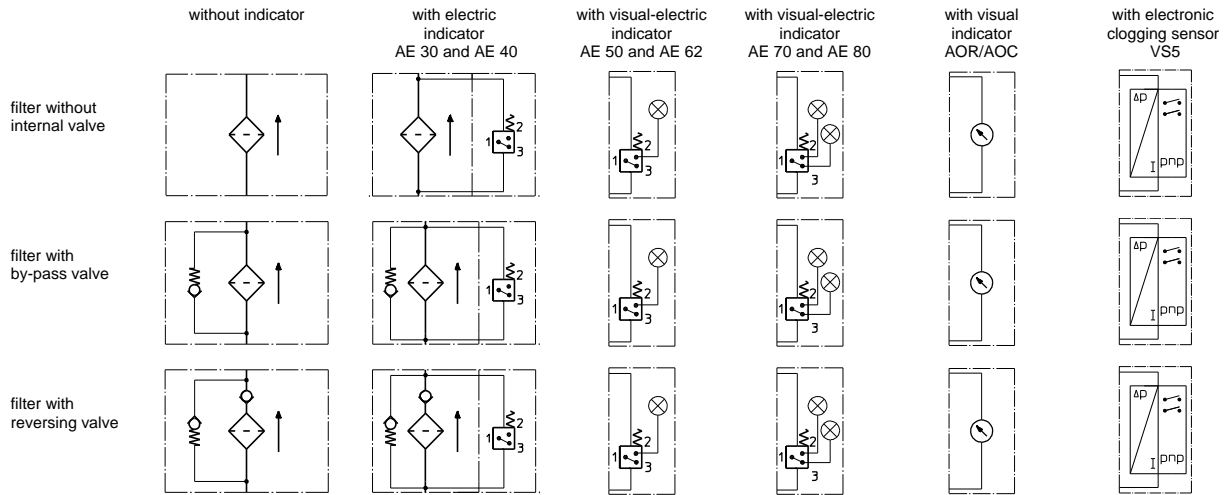 without indicator
with electric
indicator
AE 30 and AE 40
with visual-electric
indicator
AE 50 and AE 62
with visual-electric
indicator
AE 70 and AE 80
with visual
indicator
AOR/AOC
with electronic
clogging sensor
VS5
filter without
internal valve
1
2
3
1
2
3
1
2
3
Δp
I
pnp
filter with
by-pass valve
1
2
3
1
2
3
1
2
3
Δp
I
pnp
filter with
reversing valve
1
2
3
1
2
3
1
2
3
Δp
I
pnp